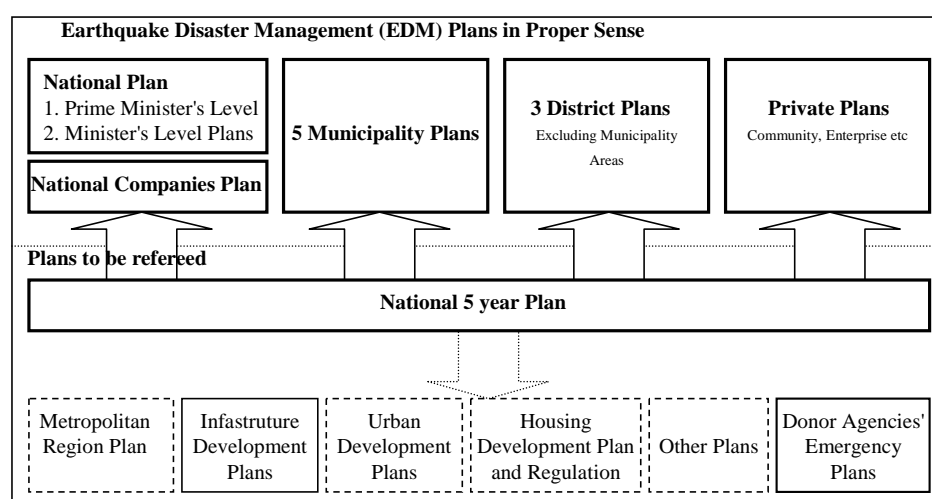 Earthquake Disaster Management (EDM) Plans in Proper Sense
National Plan
1. Prime Minister's Level
2. Minister's Level Plans
National Companies Plan
5 Municipality Plans
3 District Plans
Excluding Municipality
Areas
Private Plans
Community, Enterprise etc
Plans to be refereed
National 5 year Plan
Metropolitan
Region Plan
Infastruture
Development
Plans
Urban
Development
Plans
Housing
Development Plan
and Regulation
Other Plans
Donor Agencies'
Emergency
Plans